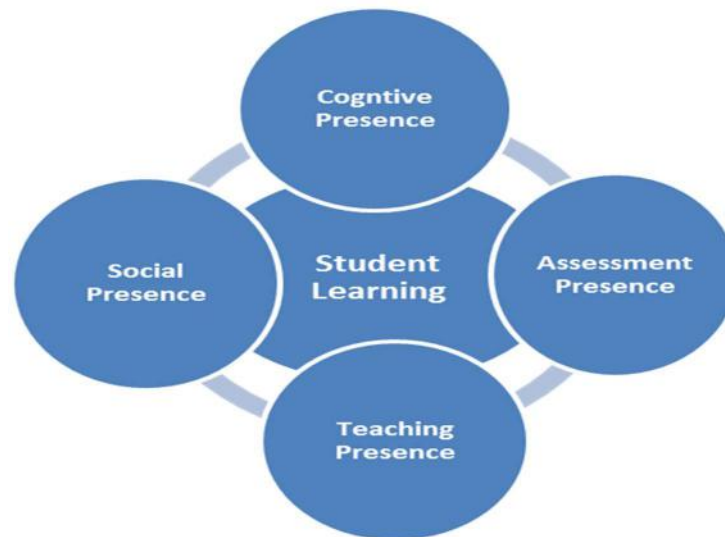 Cogntive
Presence
Social
Presence
Student
Learning
Assessment
Presence
Teaching
Presence